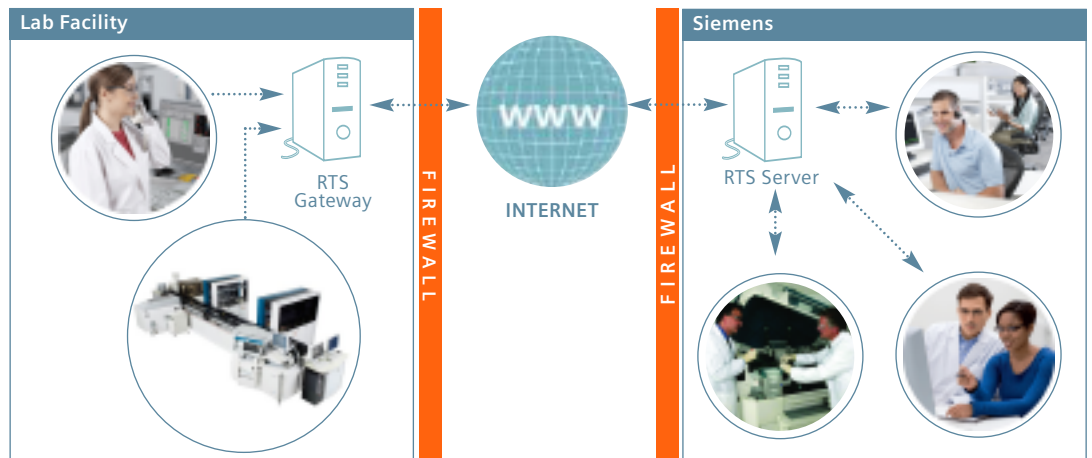 Lab Facility
RTS
Gateway
FIREWALL
WWW
INTERNET
FIREWALL
Siemens
RTS Server